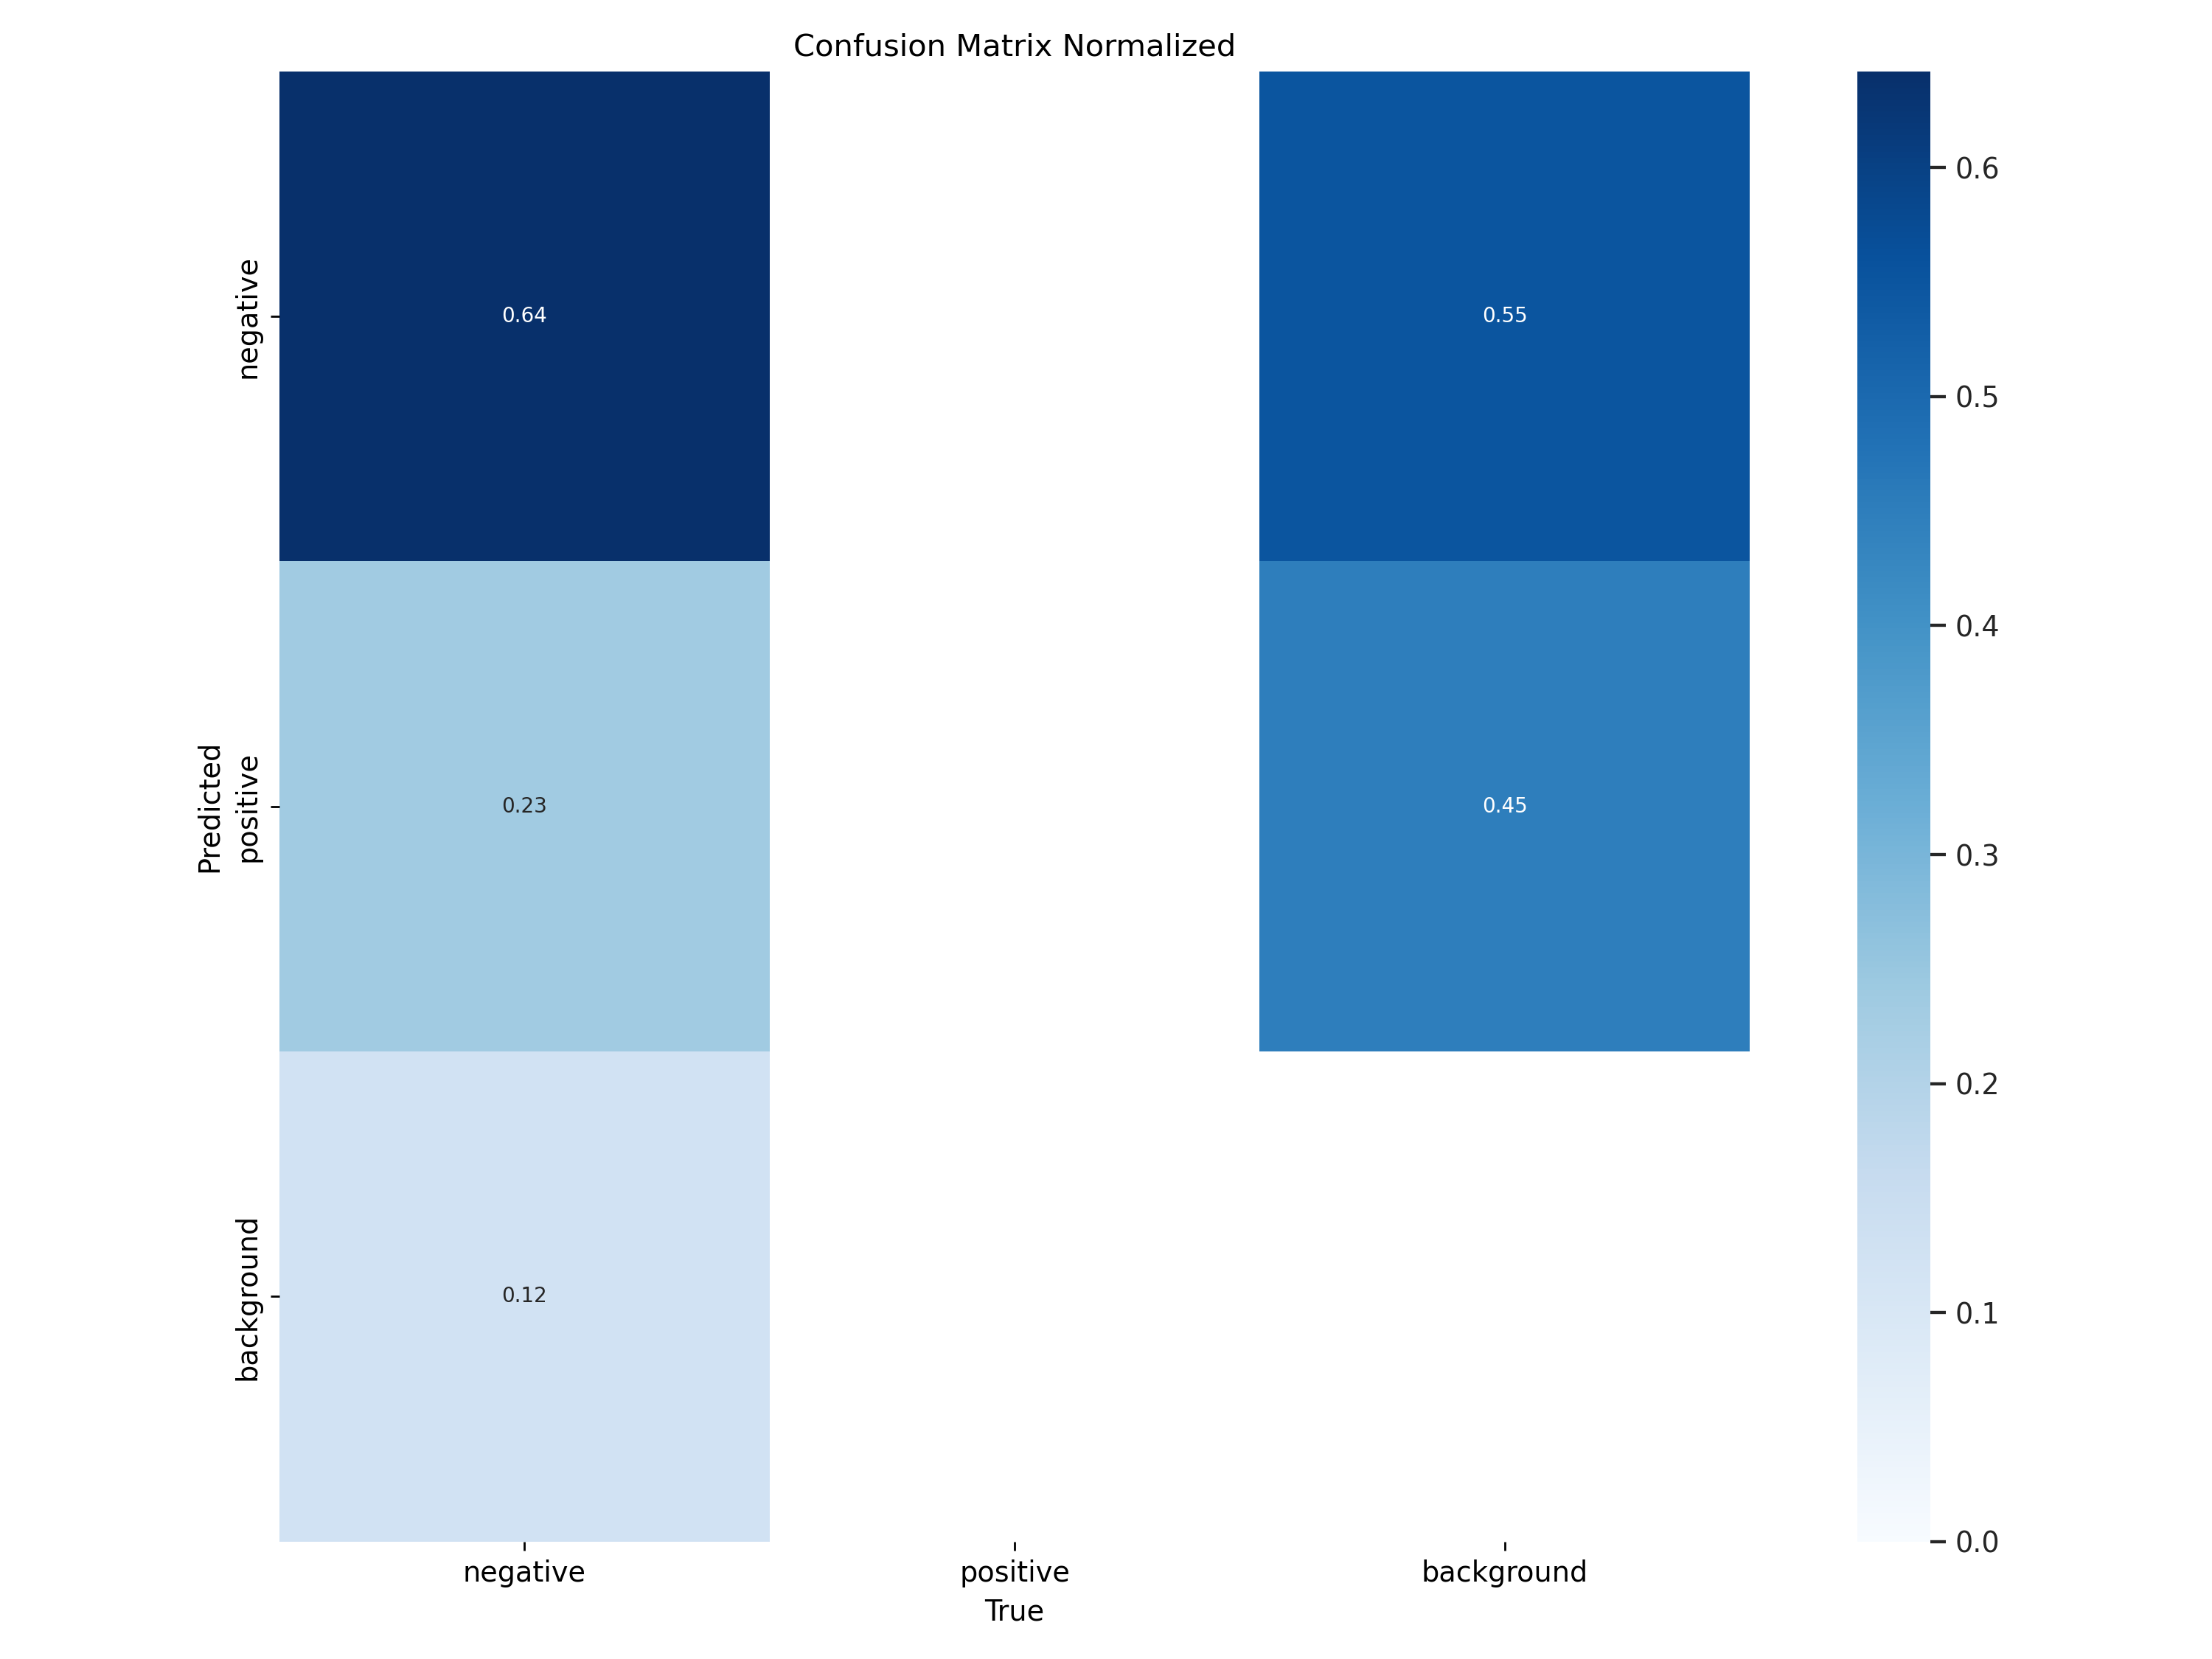 Confusion Matrix Normalized
negative
0.64
0.55
0.6
0.5
0.4
Predicted
positive
0.23
0.45
0.3
0.2
background
0.12
0.1
0.0
negative
positive
background
True